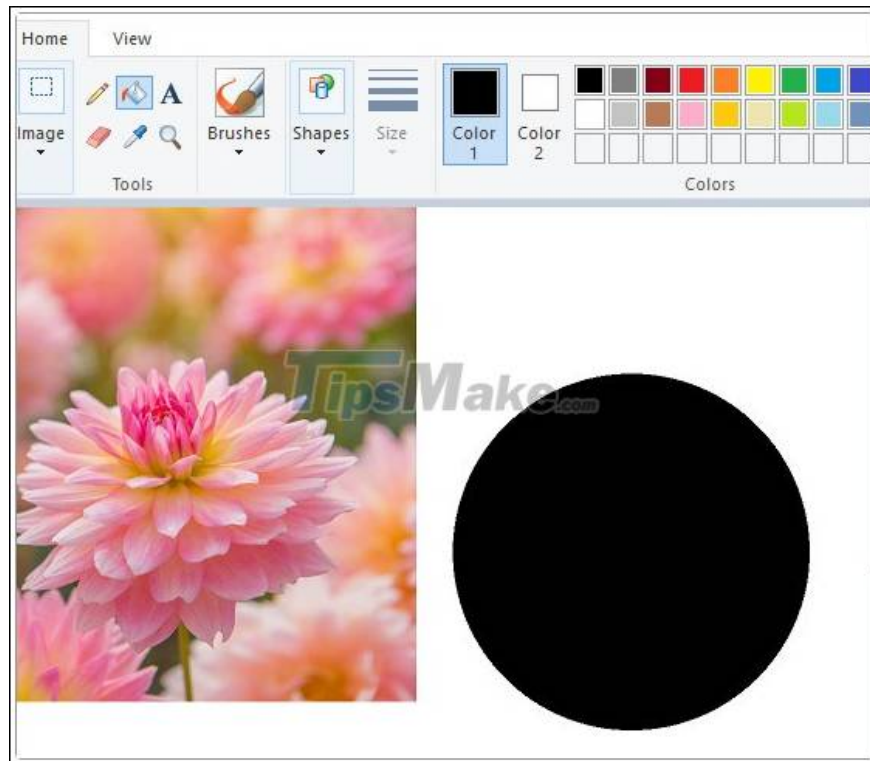 Home View
Image
Brushes
Shapes
Size
Color 1
Color 2
Tools
Colors
A
TipsMake.com